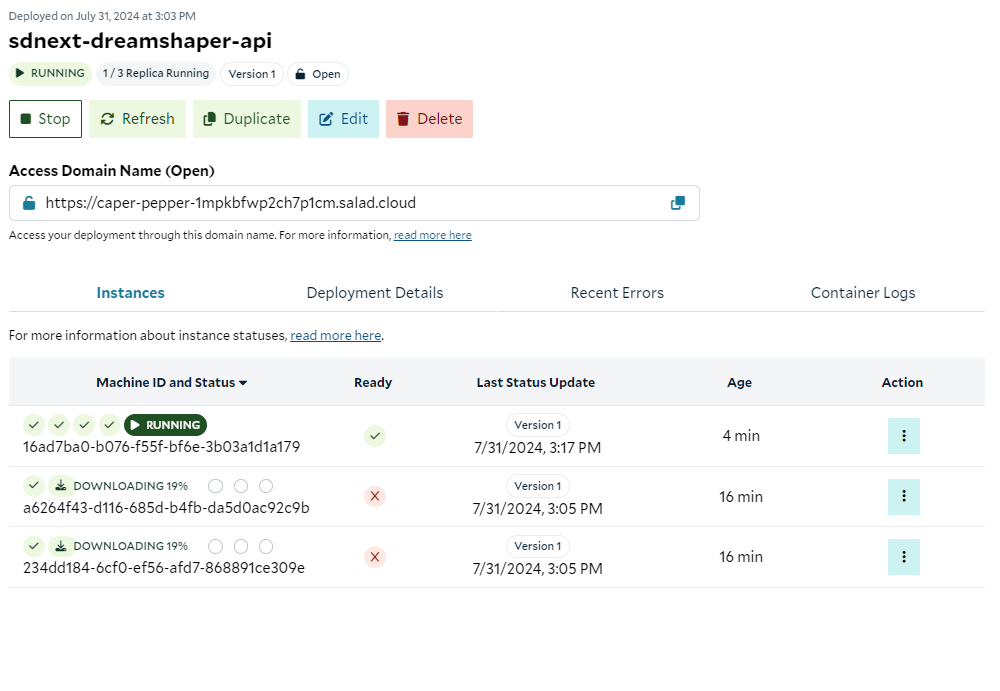 Deployed on July 31, 2024 at 3:03 PM
sdnext-dreamshaper-api
RUNNING 1 / 3 Replica Running Version 1 Open
Stop Refresh Duplicate Edit Delete
Access Domain Name (Open)
https://caper-pepper-1mpkbfwp2ch7p1cm.salad.cloud
Access your deployment through this domain name. For more information, read more here
Instances Deployment Details Recent Errors Container Logs
For more information about instance statuses, read more here.
Machine ID and Status Ready Last Status Update Age Action
RUNNING Version 1
16ad7ba0-b076-f55f-bf6e-3b03a1d1a179 7/31/2024, 3:17 PM 4 min
DOWNLOADING 19% Version 1
a6264f43-d116-685d-b4fb-da5d0ac92c9b 7/31/2024, 3:05 PM 16 min
DOWNLOADING 19% Version 1
234dd184-6cf0-ef56-afd7-868891ce309e 7/31/2024, 3:05 PM 16 min